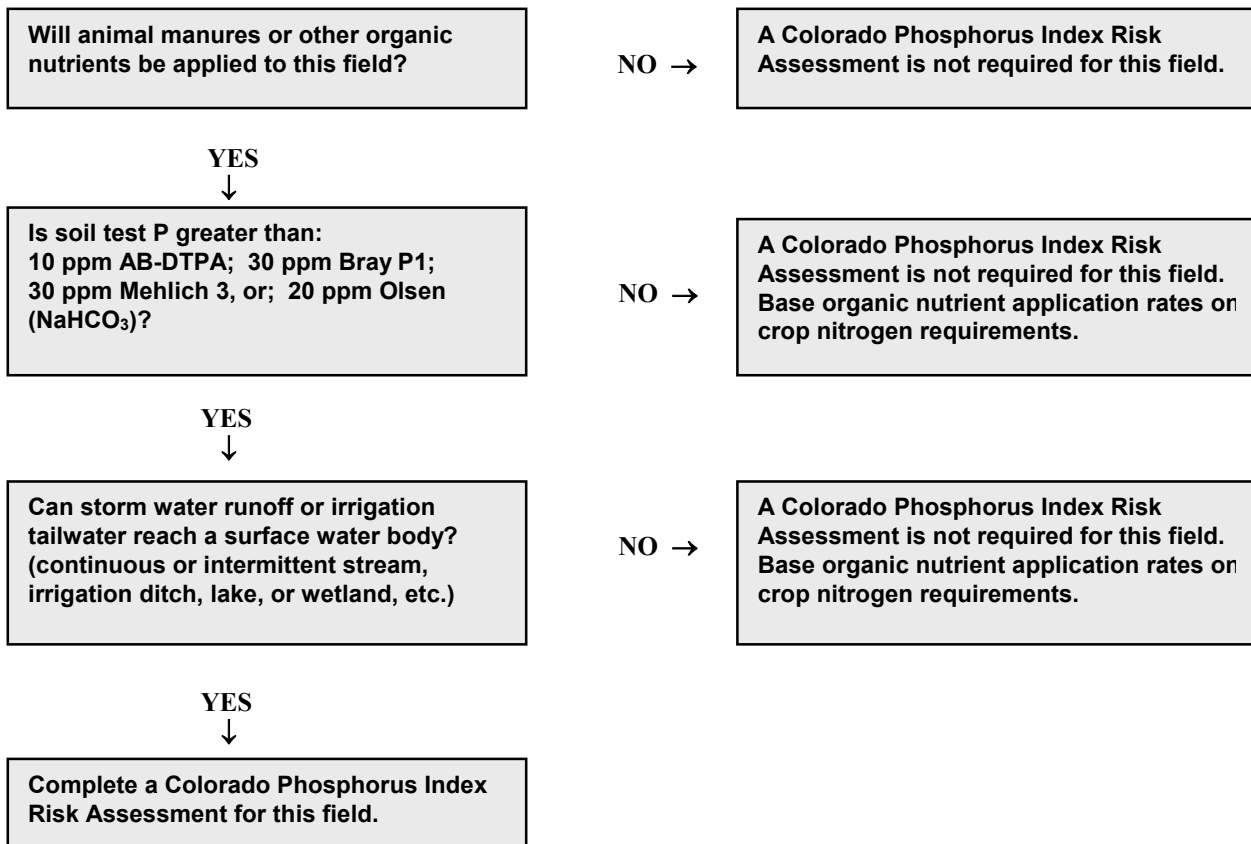 Will animal manures or other organic
nutrients be applied to this field?
NO →
A Colorado Phosphorus Index Risk
Assessment is not required for this field.
YES
↓
Is soil test P greater than:
10 ppm AB-DTPA; 30 ppm Bray P1;
30 ppm Mehlich 3, or; 20 ppm Olsen
(NaHCO₃)?
NO →
A Colorado Phosphorus Index Risk
Assessment is not required for this field.
Base organic nutrient application rates on
crop nitrogen requirements.
YES
↓
Can storm water runoff or irrigation
tailwater reach a surface water body?
(continuous or intermittent stream,
irrigation ditch, lake, or wetland, etc.)
NO →
A Colorado Phosphorus Index Risk
Assessment is not required for this field.
Base organic nutrient application rates on
crop nitrogen requirements.
YES
↓
Complete a Colorado Phosphorus Index
Risk Assessment for this field.